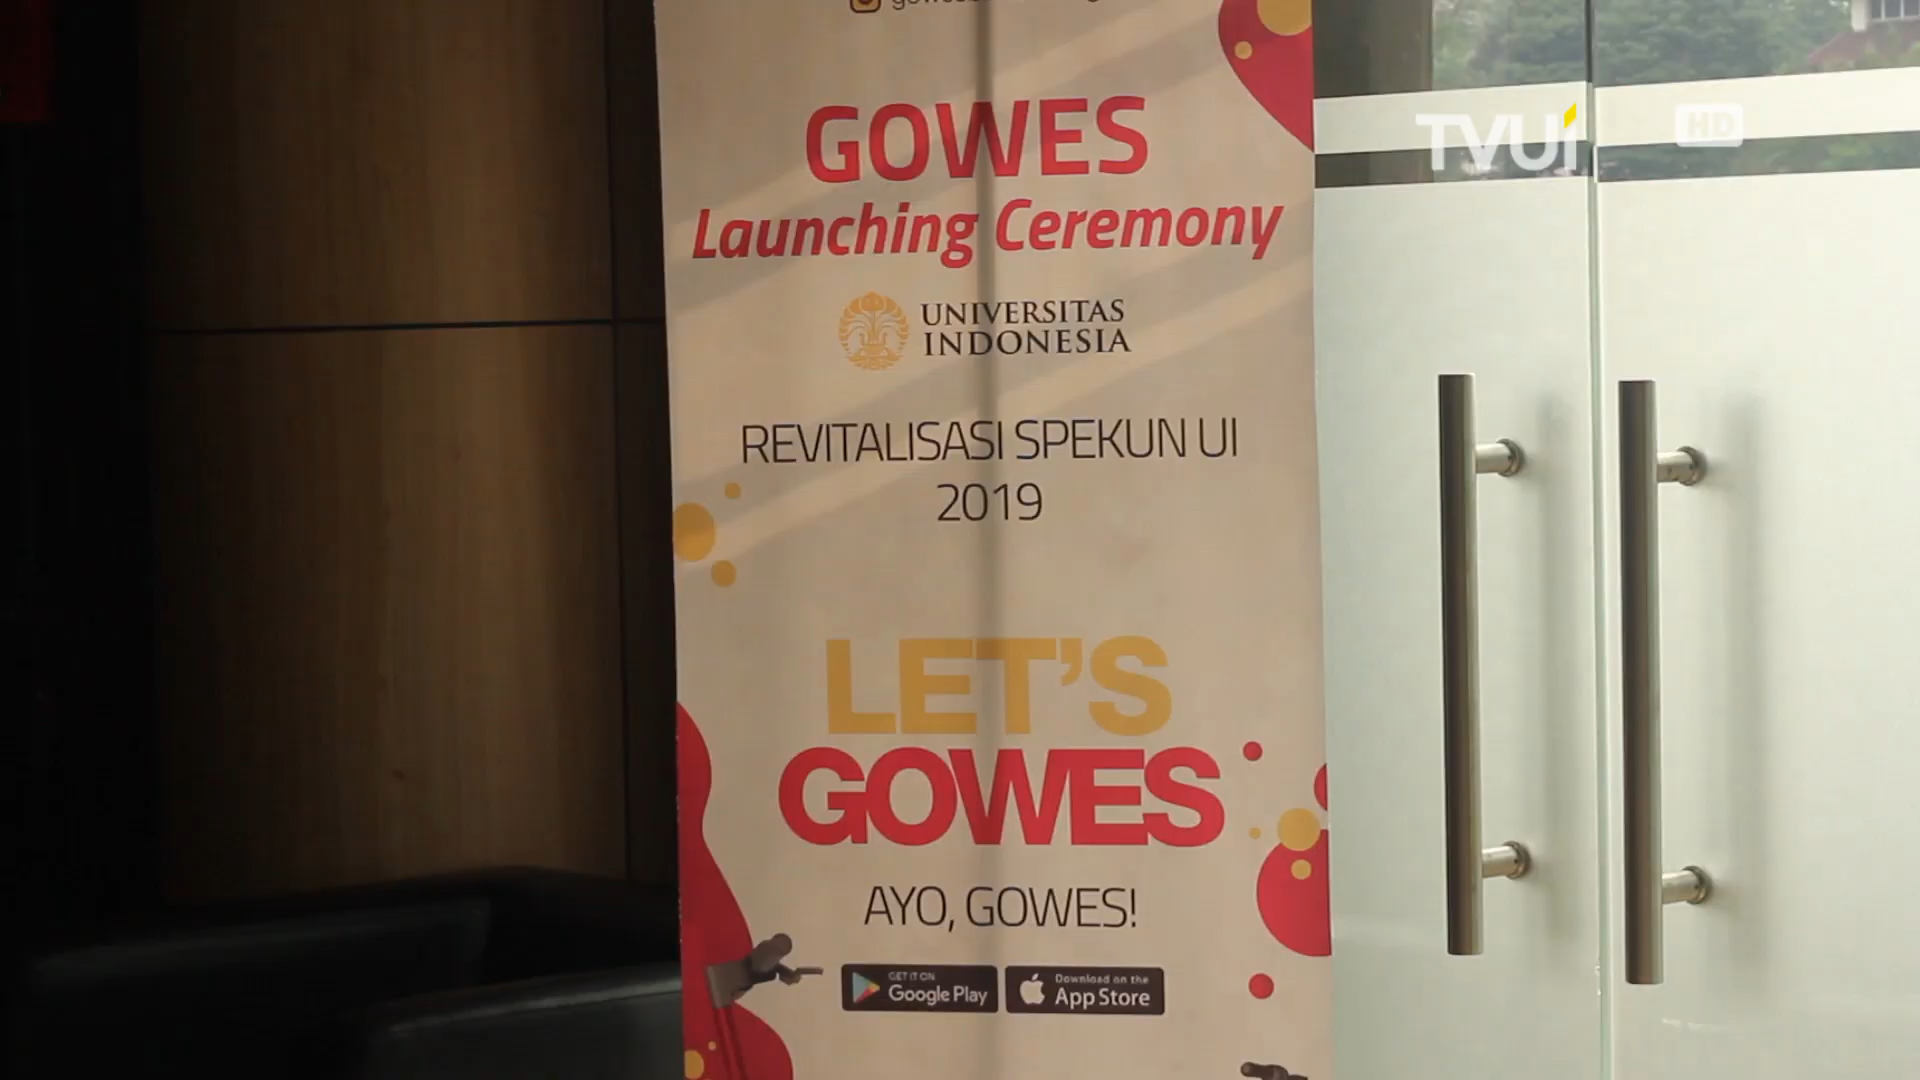 GOWES
Launching Ceremony
UNIVERSITAS
INDONESIA
REVITALISASI SPEKUN UI
2019
LET'S
GOWES
AYO, GOWES!
GET IT ON
Google Play
Download on the
App Store
TVUI
HD